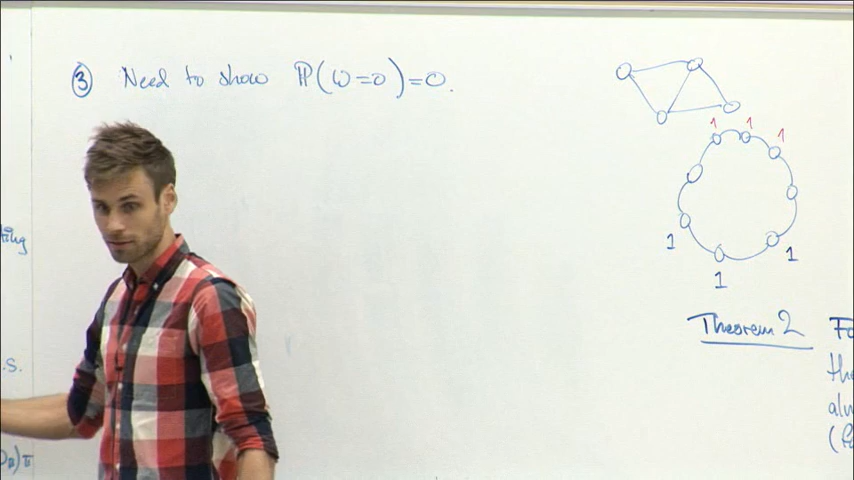 ③ Need to show ℙ(ω=0)=0.
1 1 1
1
1
1
Theorem 2